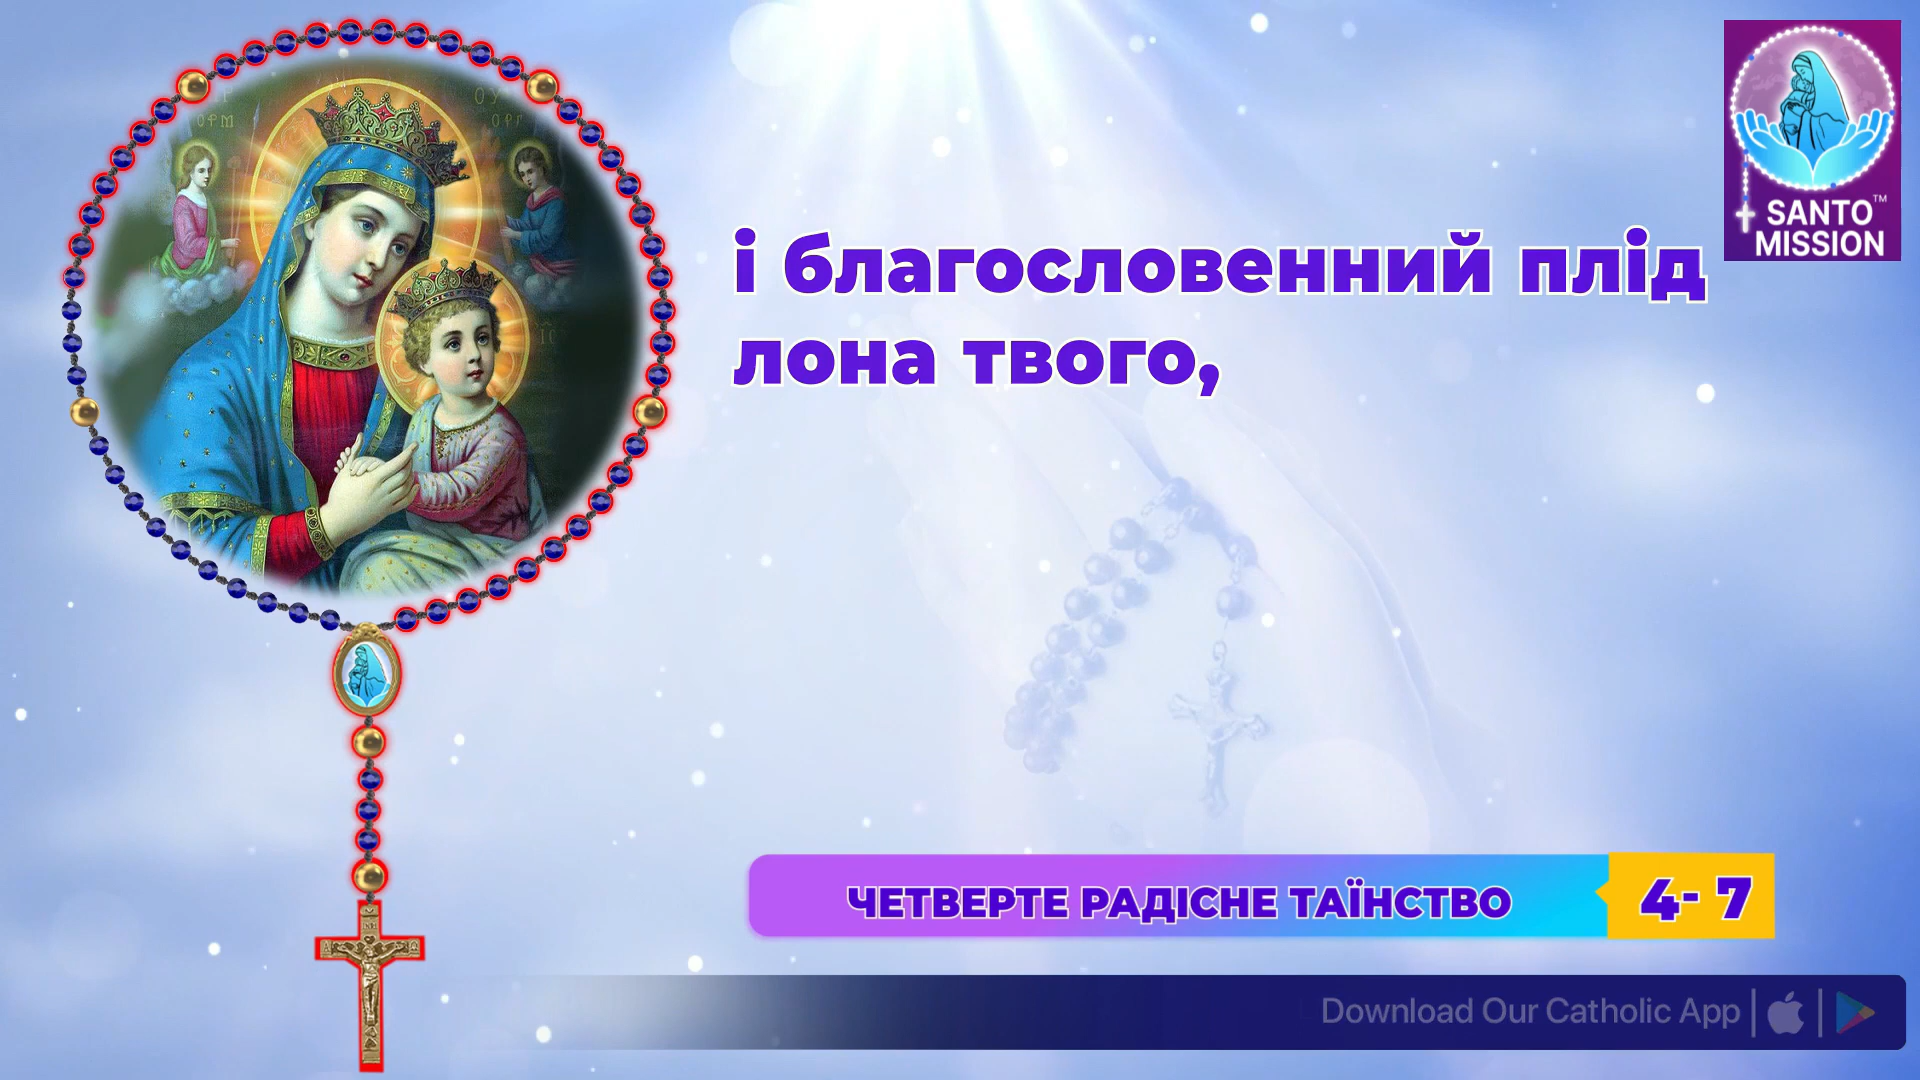 і благословенний плід
лона твого,
SANTO™
MISSION
ЧЕТВЕРТЕ РАДІСНЕ ТАЇНСТВО
4- 7
Download Our Catholic App